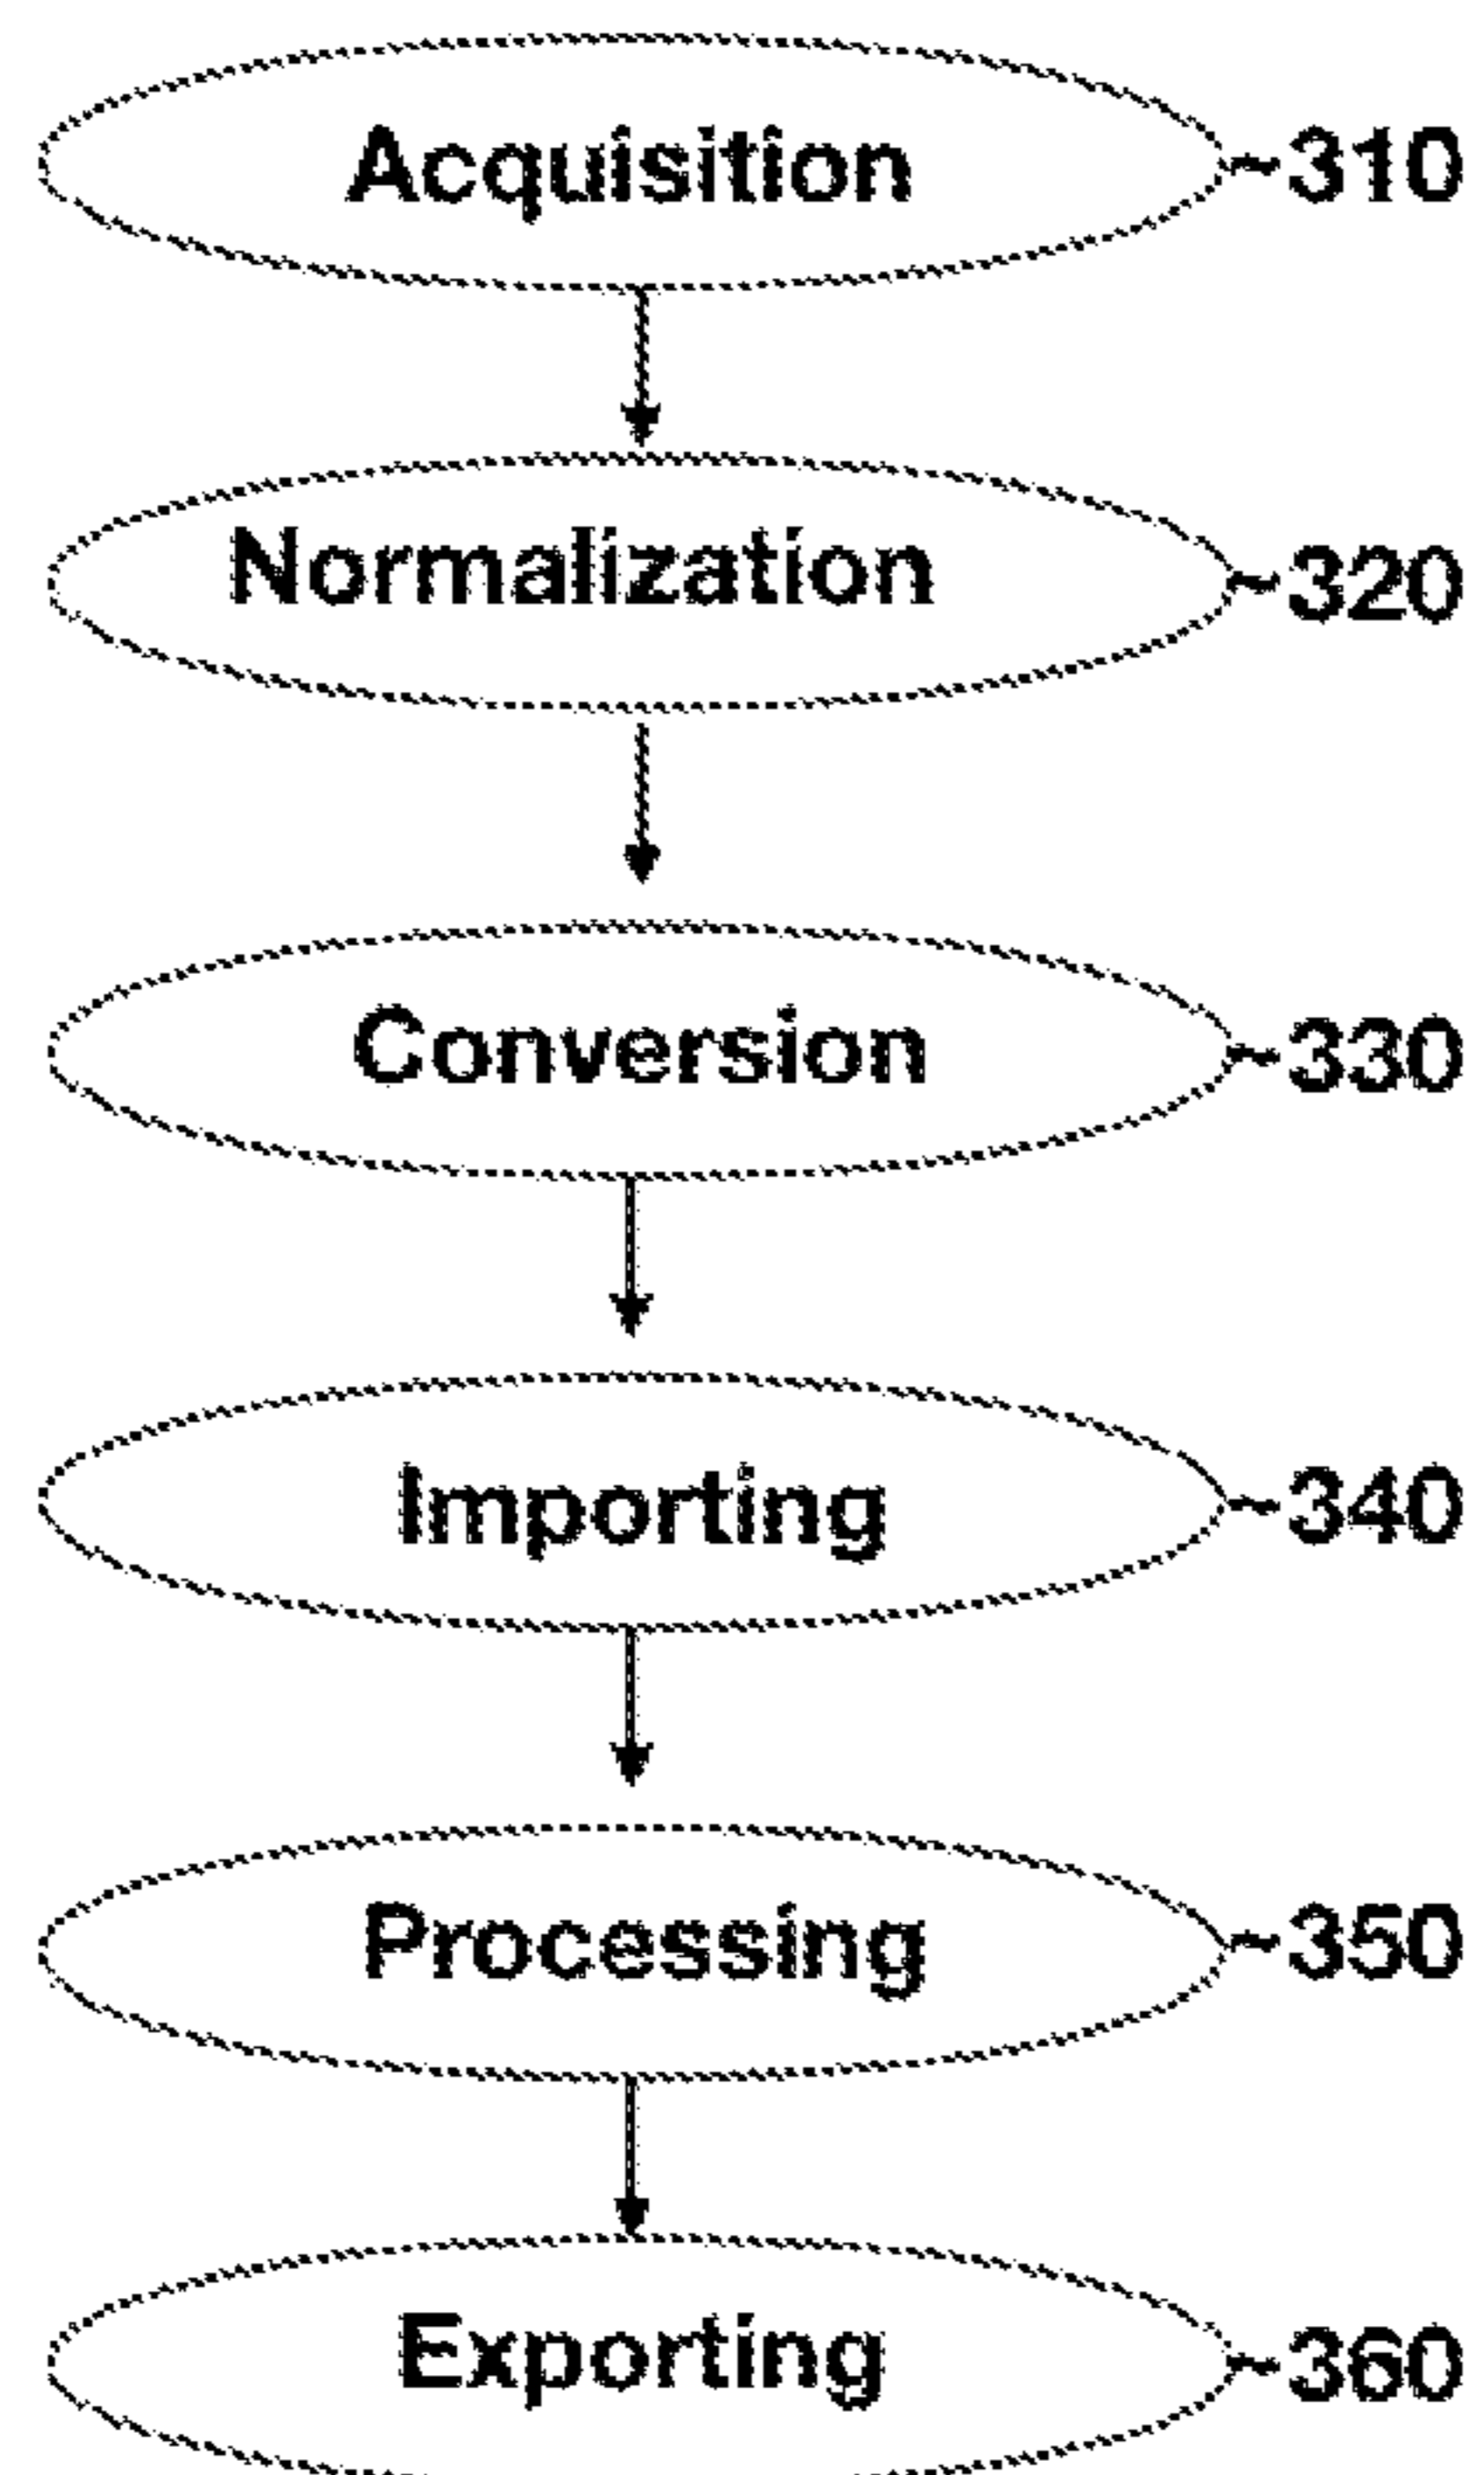 Acquisition ~310
Normalization ~320
Conversion ~330
Importing ~340
Processing ~350
Exporting ~360